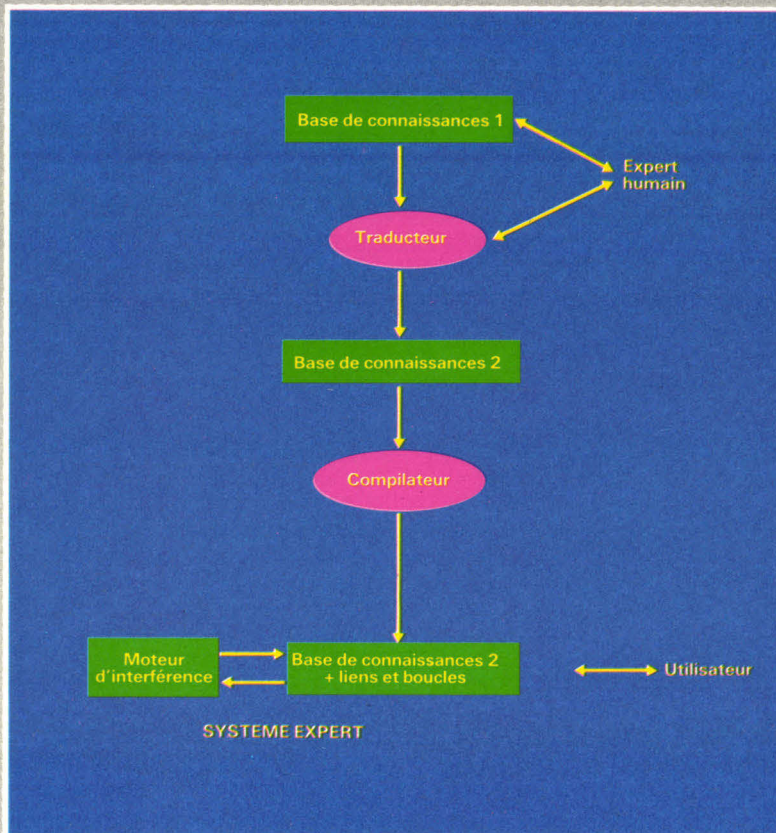 Base de connaissances 1
Expert
humain
Traducteur
Base de connaissances 2
Compilateur
Moteur
d'interférence
Base de connaissances 2
+ liens et boucles
Utilisateur
SYSTEME EXPERT